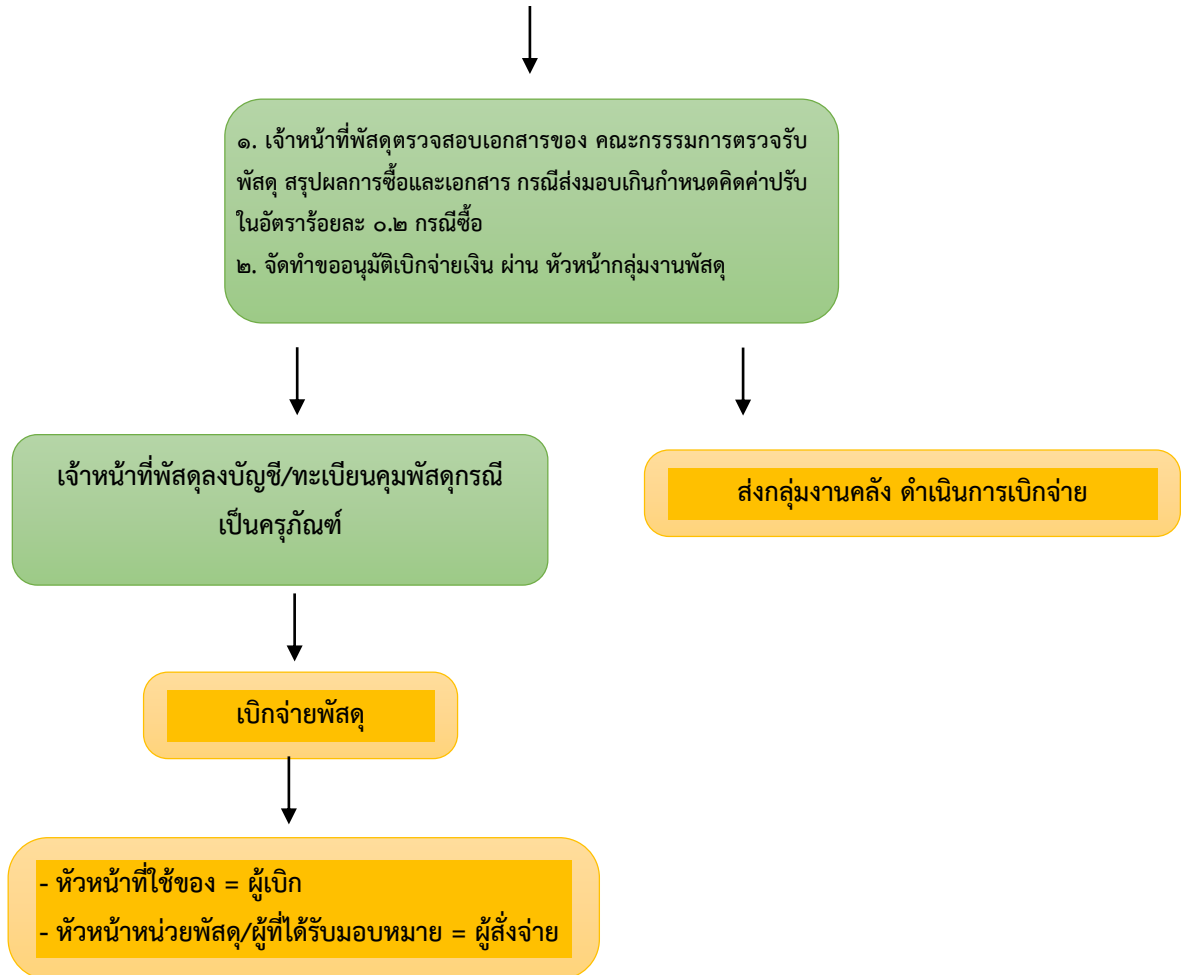 ๑. เจ้าหน้าที่พัสดุตรวจสอบเอกสารของ คณะกรรรมการตรวจรับ
พัสดุ สรุปผลการซื้อและเอกสาร กรณีส่งมอบเกินกำหนดคิดค่าปรับ
ในอัตราร้อยละ ๐.๒ กรณีซื้อ
๒. จัดทำขออนุมัติเบิกจ่ายเงิน ผ่าน หัวหน้ากลุ่มงานพัสดุ
เจ้าหน้าที่พัสดุลงบัญชี/ทะเบียนคุมพัสดุกรณี
เป็นครุภัณฑ์
ส่งกลุ่มงานคลัง ดำเนินการเบิกจ่าย
เบิกจ่ายพัสดุ
- หัวหน้าที่ใช้ของ = ผู้เบิก
- หัวหน้าหน่วยพัสดุ/ผู้ที่ได้รับมอบหมาย = ผู้สั่งจ่าย